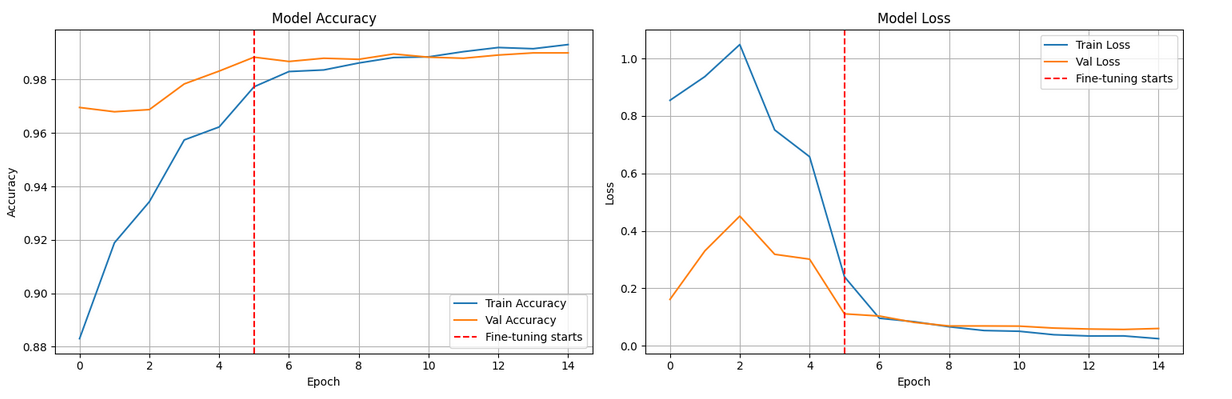 Model Accuracy
Accuracy
0.98
0.96
0.94
0.92
0.90
0.88
Train Accuracy
Val Accuracy
Fine-tuning starts
0 2 4 6 8 10 12 14
Epoch
Model Loss
Loss
1.0
0.8
0.6
0.4
0.2
0.0
Train Loss
Val Loss
Fine-tuning starts
0 2 4 6 8 10 12 14
Epoch